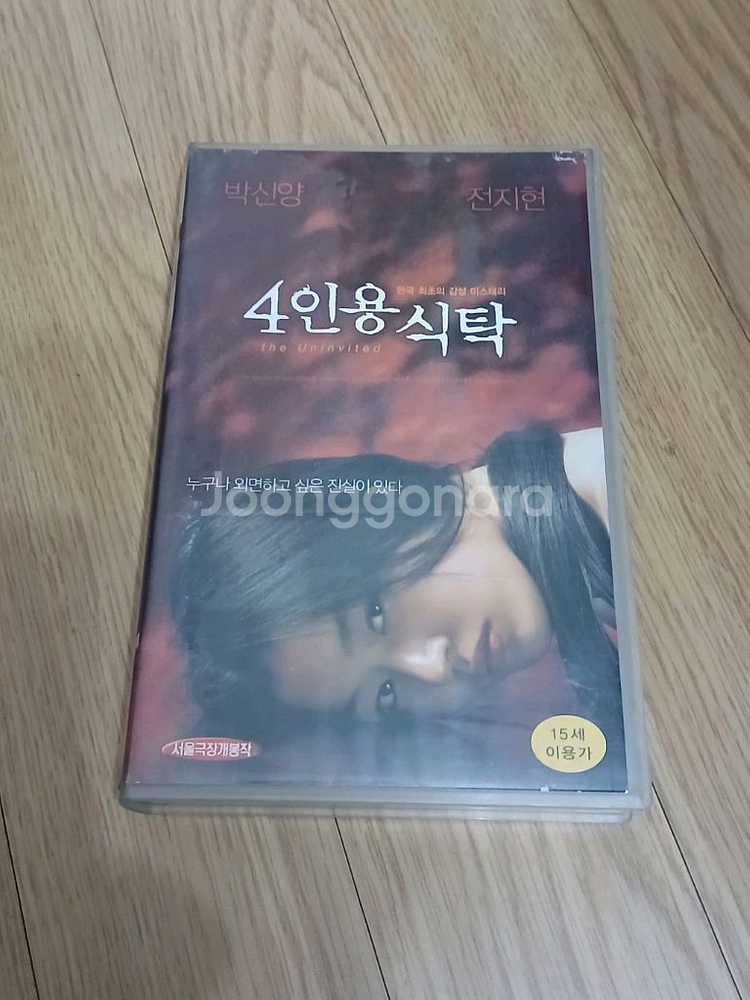 박신양
전지현
한국 최초의 감성 미스테리
4인용 식탁
the Uninvited
누구나 외면하고 싶은 진실이 있다
Joonggonara
서울극장개봉작
15세
이용가